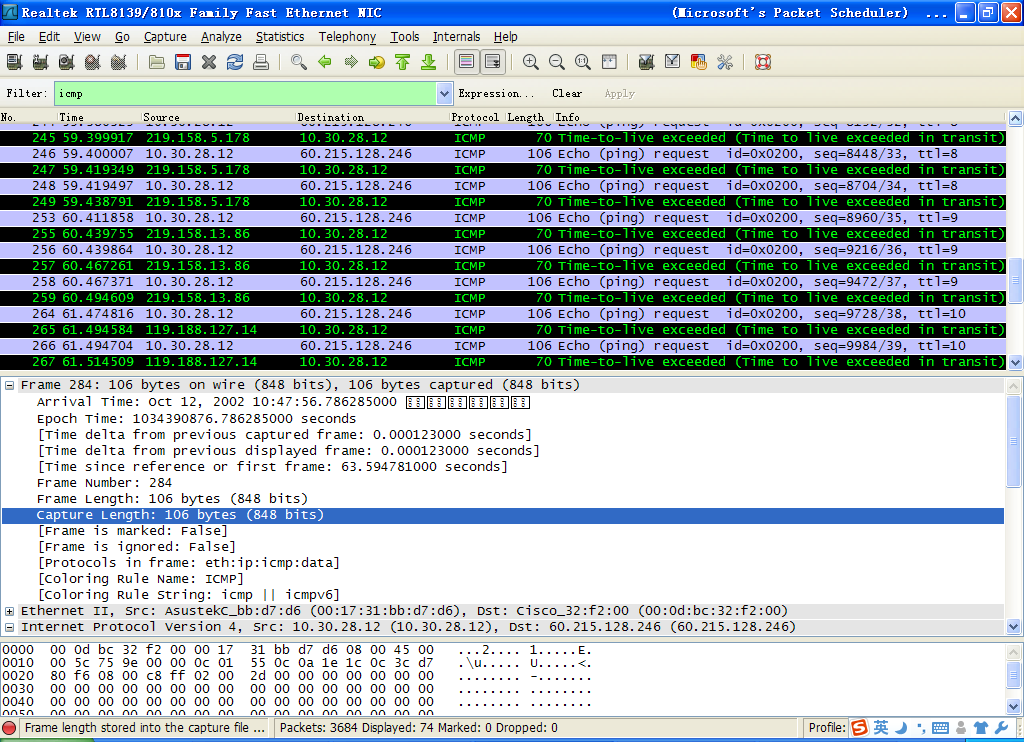 Realtek RTL8139/810x Family Fast Ethernet NIC (Microsoft's Packet Scheduler) ...
File Edit View Go Capture Analyze Statistics Telephony Tools Internals Help
Filter: icmp Expression... Clear Apply
No. Time Source Destination Protocol Length Info
245 59.399917 219.158.5.178 10.30.28.12 ICMP 70 Time-to-live exceeded (Time to live exceeded in transit)
246 59.400007 10.30.28.12 60.215.128.246 ICMP 106 Echo (ping) request id=0x0200, seq=8448/33, ttl=8
247 59.419349 219.158.5.178 10.30.28.12 ICMP 70 Time-to-live exceeded (Time to live exceeded in transit)
248 59.419497 10.30.28.12 60.215.128.246 ICMP 106 Echo (ping) request id=0x0200, seq=8704/34, ttl=8
249 59.438791 219.158.5.178 10.30.28.12 ICMP 70 Time-to-live exceeded (Time to live exceeded in transit)
253 60.411858 10.30.28.12 60.215.128.246 ICMP 106 Echo (ping) request id=0x0200, seq=8960/35, ttl=9
255 60.439755 219.158.13.86 10.30.28.12 ICMP 70 Time-to-live exceeded (Time to live exceeded in transit)
256 60.439864 10.30.28.12 60.215.128.246 ICMP 106 Echo (ping) request id=0x0200, seq=9216/36, ttl=9
257 60.467261 219.158.13.86 10.30.28.12 ICMP 70 Time-to-live exceeded (Time to live exceeded in transit)
258 60.467371 10.30.28.12 60.215.128.246 ICMP 106 Echo (ping) request id=0x0200, seq=9472/37, ttl=9
259 60.494609 219.158.13.86 10.30.28.12 ICMP 70 Time-to-live exceeded (Time to live exceeded in transit)
264 61.474816 10.30.28.12 60.215.128.246 ICMP 106 Echo (ping) request id=0x0200, seq=9728/38, ttl=10
265 61.494584 119.188.127.14 10.30.28.12 ICMP 70 Time-to-live exceeded (Time to live exceeded in transit)
266 61.494704 10.30.28.12 60.215.128.246 ICMP 106 Echo (ping) request id=0x0200, seq=9984/39, ttl=10
267 61.514509 119.188.127.14 10.30.28.12 ICMP 70 Time-to-live exceeded (Time to live exceeded in transit)
Frame 284: 106 bytes on wire (848 bits), 106 bytes captured (848 bits)
Arrival Time: Oct 12, 2002 10:47:56.786285000
Epoch Time: 1034390876.786285000 seconds
[Time delta from previous captured frame: 0.000123000 seconds]
[Time delta from previous displayed frame: 0.000123000 seconds]
[Time since reference or first frame: 63.594781000 seconds]
Frame Number: 284
Frame Length: 106 bytes (848 bits)
Capture Length: 106 bytes (848 bits)
[Frame is marked: False]
[Frame is ignored: False]
[Protocols in frame: eth:ip:icmp:data]
[Coloring Rule Name: ICMP]
[Coloring Rule String: icmp || icmpv6]
Ethernet II, Src: AsustekC_bb:d7:d6 (00:17:31:bb:d7:d6), Dst: Cisco_32:f2:00 (00:0d:bc:32:f2:00)
Internet Protocol Version 4, Src: 10.30.28.12 (10.30.28.12), Dst: 60.215.128.246 (60.215.128.246)
0000 00 0d bc 32 f2 00 00 17 31 bb d7 d6 08 00 45 00 ...2.... 1.....E.
0010 00 5c 75 9e 00 00 0c 01 55 0c 0a 1e 1c 0c 3c d7 .\u..... U.....<.
0020 80 f6 08 00 c8 ff 02 00 2d 00 00 00 00 00 00 00 ........ -.......
0030 00 00 00 00 00 00 00 00 00 00 00 00 00 00 00 00 ........ ........
0040 00 00 00 00 00 00 00 00 00 00 00 00 00 00 00 00 ........ ........
Frame length stored into the capture file ... Packets: 3684 Displayed: 74 Marked: 0 Dropped: 0 Profile: S 英